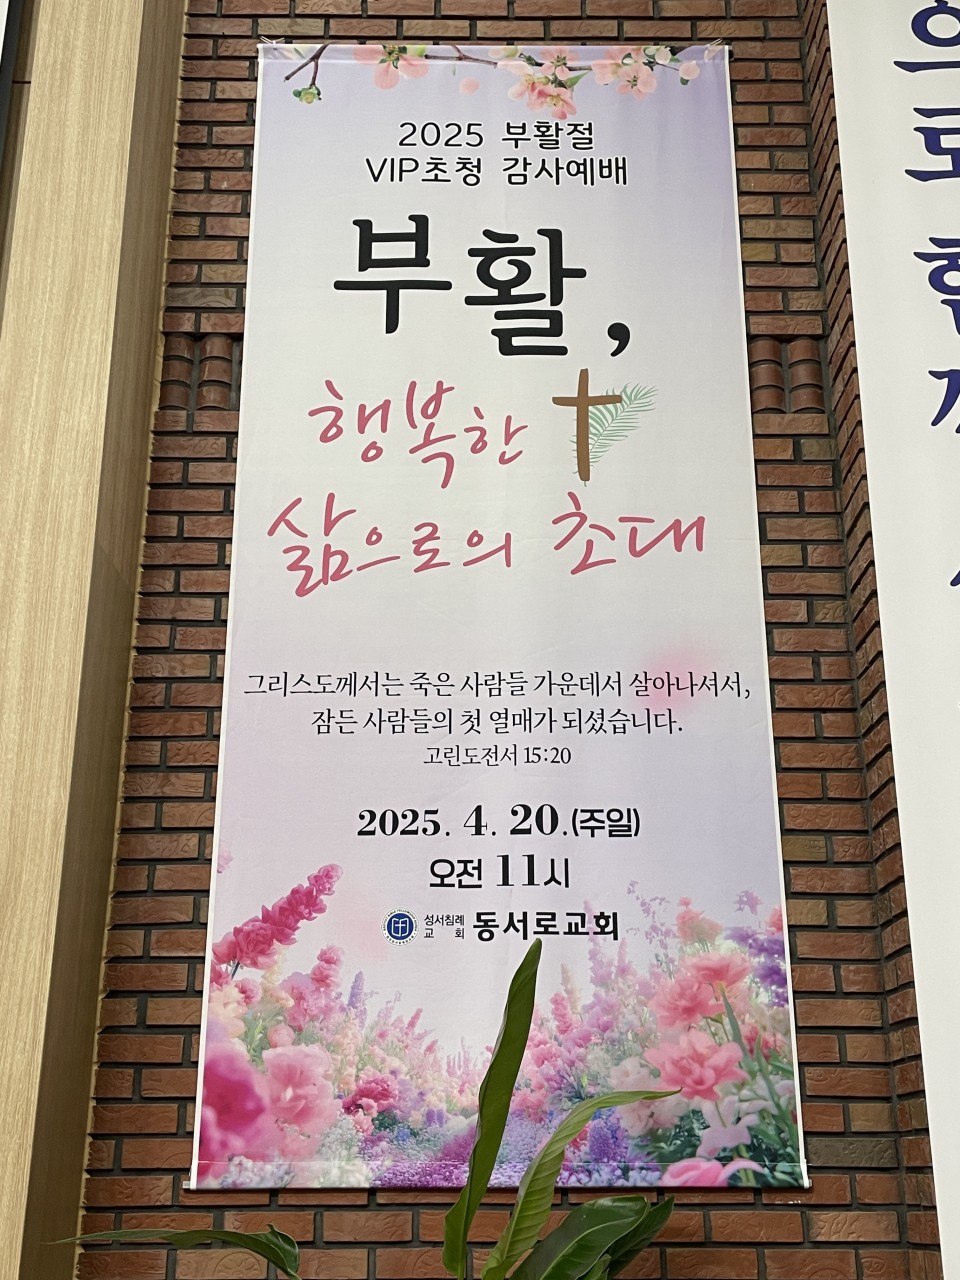 2025 부활절
VIP초청 감사예배
부활,
행복한
삶으로의 초대
그리스도께서는 죽은 사람들 가운데서 살아나셔서,
잠든 사람들의 첫 열매가 되셨습니다.
고린도전서 15:20
2025. 4. 20.(주일)
오전 11시
성서침례
교 회
동서로교회
으
로